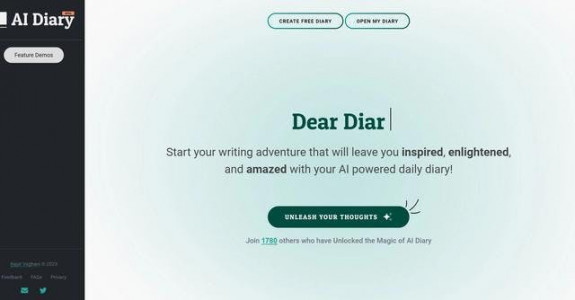 AI Diary
Feature Demos
CREATE FREE DIARY
OPEN MY DIARY
Dear Diar
Start your writing adventure that will leave you inspired, enlightened,
and amazed with your AI powered daily diary!
UNLEASH YOUR THOUGHTS
Join 1780 others who have Unlocked the Magic of AI Diary
© 2023
Feedback FAQs Privacy